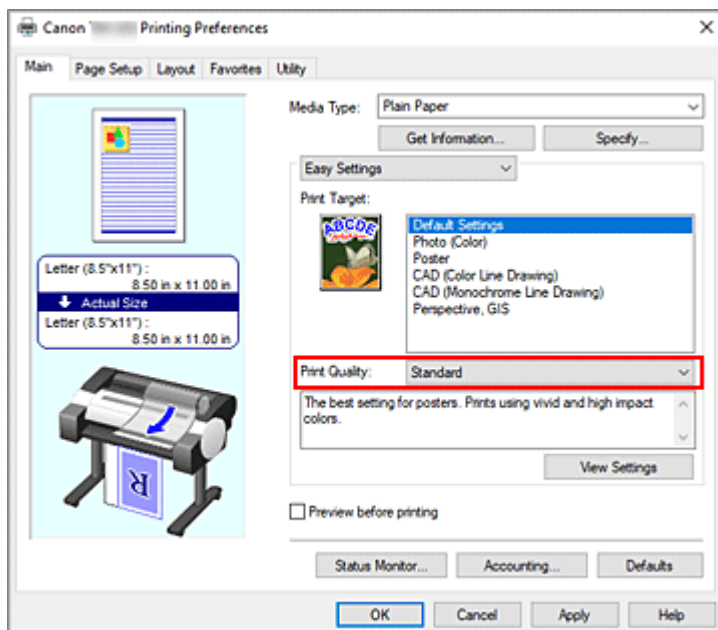 Canon Printing Preferences
Main Page Setup Layout Favorites Utility
Media Type: Plain Paper
Get Information... Specify...
Easy Settings
Print Target:
ABCDE
Default Settings
Photo (Color)
Poster
CAD (Color Line Drawing)
CAD (Monochrome Line Drawing)
Perspective, GIS
Letter (8.5"x11") :
8.50 in x 11.00 in
Actual Size
Letter (8.5"x11") :
8.50 in x 11.00 in
Print Quality: Standard
The best setting for posters. Prints using vivid and high impact
colors.
View Settings
R
Preview before printing
Status Monitor... Accounting... Defaults
OK Cancel Apply Help